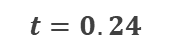 t = 0.24